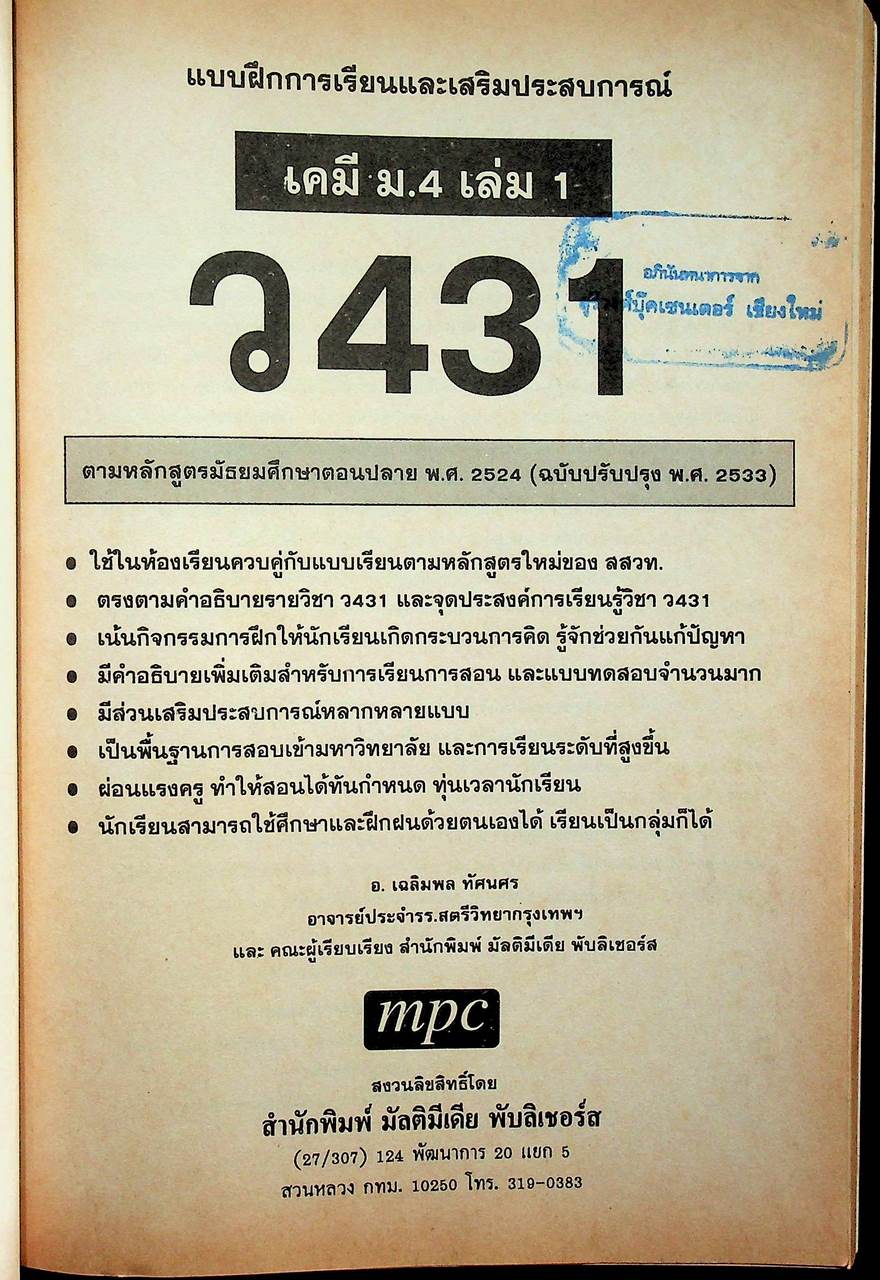 แบบฝึกการเรียนและเสริมประสบการณ์
เคมี ม.4 เล่ม 1
ว431
อภินันทนาการจาก
บุ๊คเซนเตอร์ เชียงใหม่
ตามหลักสูตรมัธยมศึกษาตอนปลาย พ.ศ. 2524 (ฉบับปรับปรุง พ.ศ. 2533)
● ใช้ในห้องเรียนควบคู่กับแบบเรียนตามหลักสูตรใหม่ของ สสวท.
● ตรงตามคำอธิบายรายวิชา ว431 และจุดประสงค์การเรียนรู้วิชา ว431
● เน้นกิจกรรมการฝึกให้นักเรียนเกิดกระบวนการคิด รู้จักช่วยกันแก้ปัญหา
● มีคำอธิบายเพิ่มเติมสำหรับการเรียนการสอน และแบบทดสอบจำนวนมาก
● มีส่วนเสริมประสบการณ์หลากหลายแบบ
● เป็นพื้นฐานการสอบเข้ามหาวิทยาลัย และการเรียนระดับที่สูงขึ้น
● ผ่อนแรงครู ทำให้สอนได้ทันกำหนด ทุ่นเวลานักเรียน
● นักเรียนสามารถใช้ศึกษาและฝึกฝนด้วยตนเองได้ เรียนเป็นกลุ่มก็ได้
อ. เฉลิมพล ทัศนศร
อาจารย์ประจำรร.สตรีวิทยากรุงเทพฯ
และ คณะผู้เรียบเรียง สำนักพิมพ์ มัลติมีเดีย พับลิเชอร์ส
mpc
สงวนลิขสิทธิ์โดย
สำนักพิมพ์ มัลติมีเดีย พับลิเชอร์ส
(27/307) 124 พัฒนาการ 20 แยก 5
สวนหลวง กทม. 10250 โทร. 319-0383